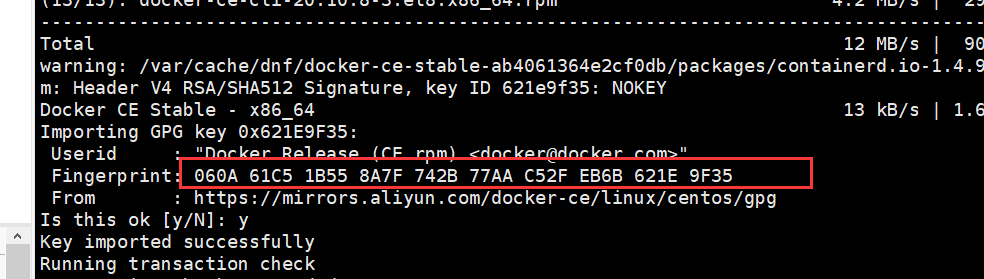 (13/13): docker-ce-cli-20.10.8-3.el8.x86_64.rpm 4.2 MB/s | 29
Total 12 MB/s | 90
warning: /var/cache/dnf/docker-ce-stable-ab4061364e2cf0db/packages/containerd.io-1.4.9
m: Header V4 RSA/SHA512 Signature, key ID 621e9f35: NOKEY
Docker CE Stable - x86_64 13 kB/s | 1.6
Importing GPG key 0x621E9F35:
Userid : "Docker Release (CE rpm) <docker@docker.com>"
Fingerprint: 060A 61C5 1B55 8A7F 742B 77AA C52F EB6B 621E 9F35
From : https://mirrors.aliyun.com/docker-ce/linux/centos/gpg
Is this ok [y/N]: y
Key imported successfully
Running transaction check